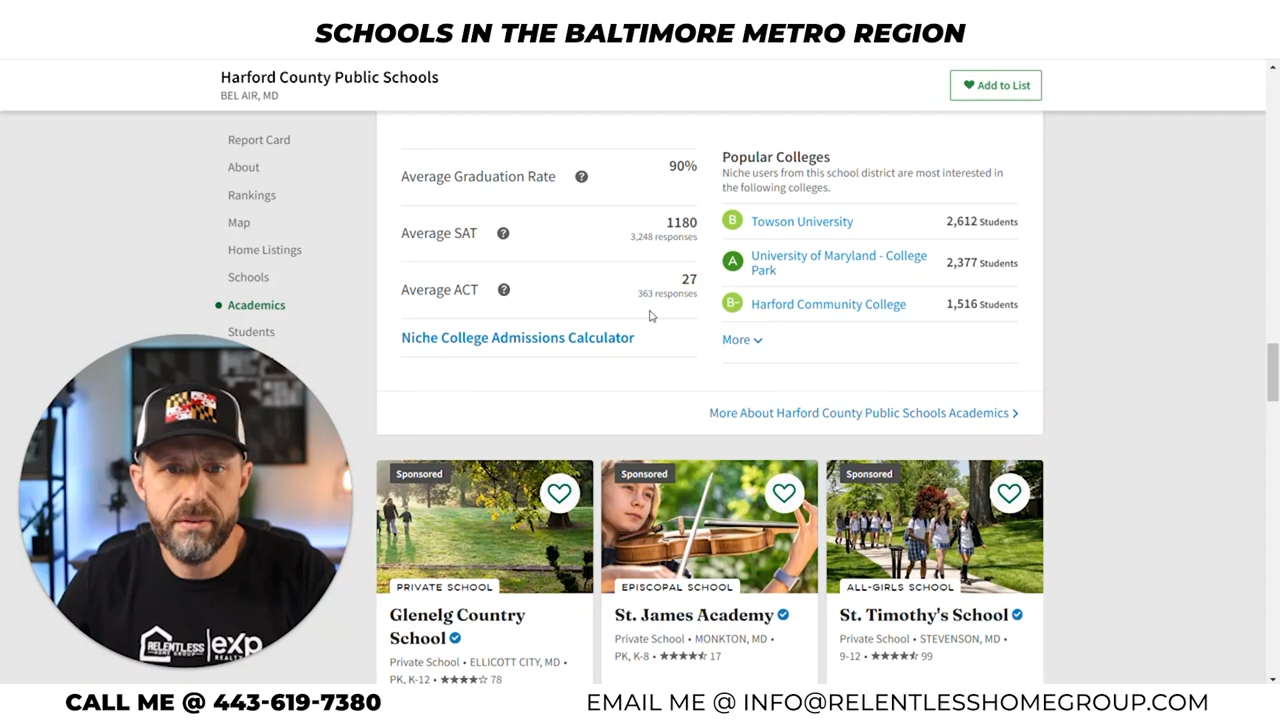 SCHOOLS IN THE BALTIMORE METRO REGION
Harford County Public Schools
BEL AIR, MD
Add to List
Report Card
About
Rankings
Map
Home Listings
Schools
Academics
Students
Average Graduation Rate
90%
Average SAT
1180
3,248 responses
Average ACT
27
363 responses
Niche College Admissions Calculator
Popular Colleges
Niche users from this school district are most interested in
the following colleges.
B Towson University 2,612 Students
A University of Maryland - College
Park 2,377 Students
B- Harford Community College 1,516 Students
More
More About Harford County Public Schools Academics
Sponsored
PRIVATE SCHOOL
Glenelg Country
School
Private School • ELLICOTT CITY, MD •
PK, K-12 • ★★★★☆ 78
Sponsored
EPISCOPAL SCHOOL
St. James Academy
Private School • MONKTON, MD •
PK, K-8 • 17
Sponsored
ALL-GIRLS SCHOOL
St. Timothy's School
Private School • STEVENSON, MD •
9-12 • 99
RELENTLESS
HOME GROUP
exp
REALTY
CALL ME @ 443-619-7380
EMAIL ME @ INFO@RELENTLESSHOMEGROUP.COM